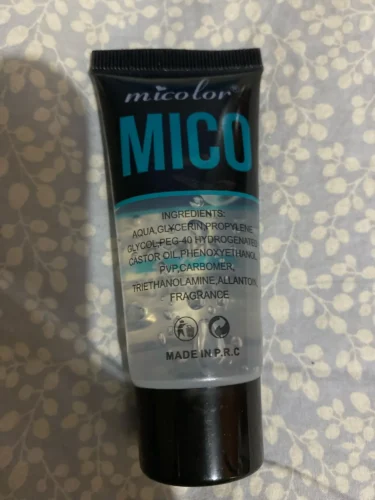 micolor®
MICO
INGREDIENTS:
AQUA,GLYCERIN,PROPYLENE
GLYCOL,PEG-40 HYDROGENATED
CASTOR OIL,PHENOXYETHANOL,
PVP,CARBOMER,
TRIETHANOLAMINE,ALLANTOIN,
FRAGRANCE
MADE IN.P.R.C